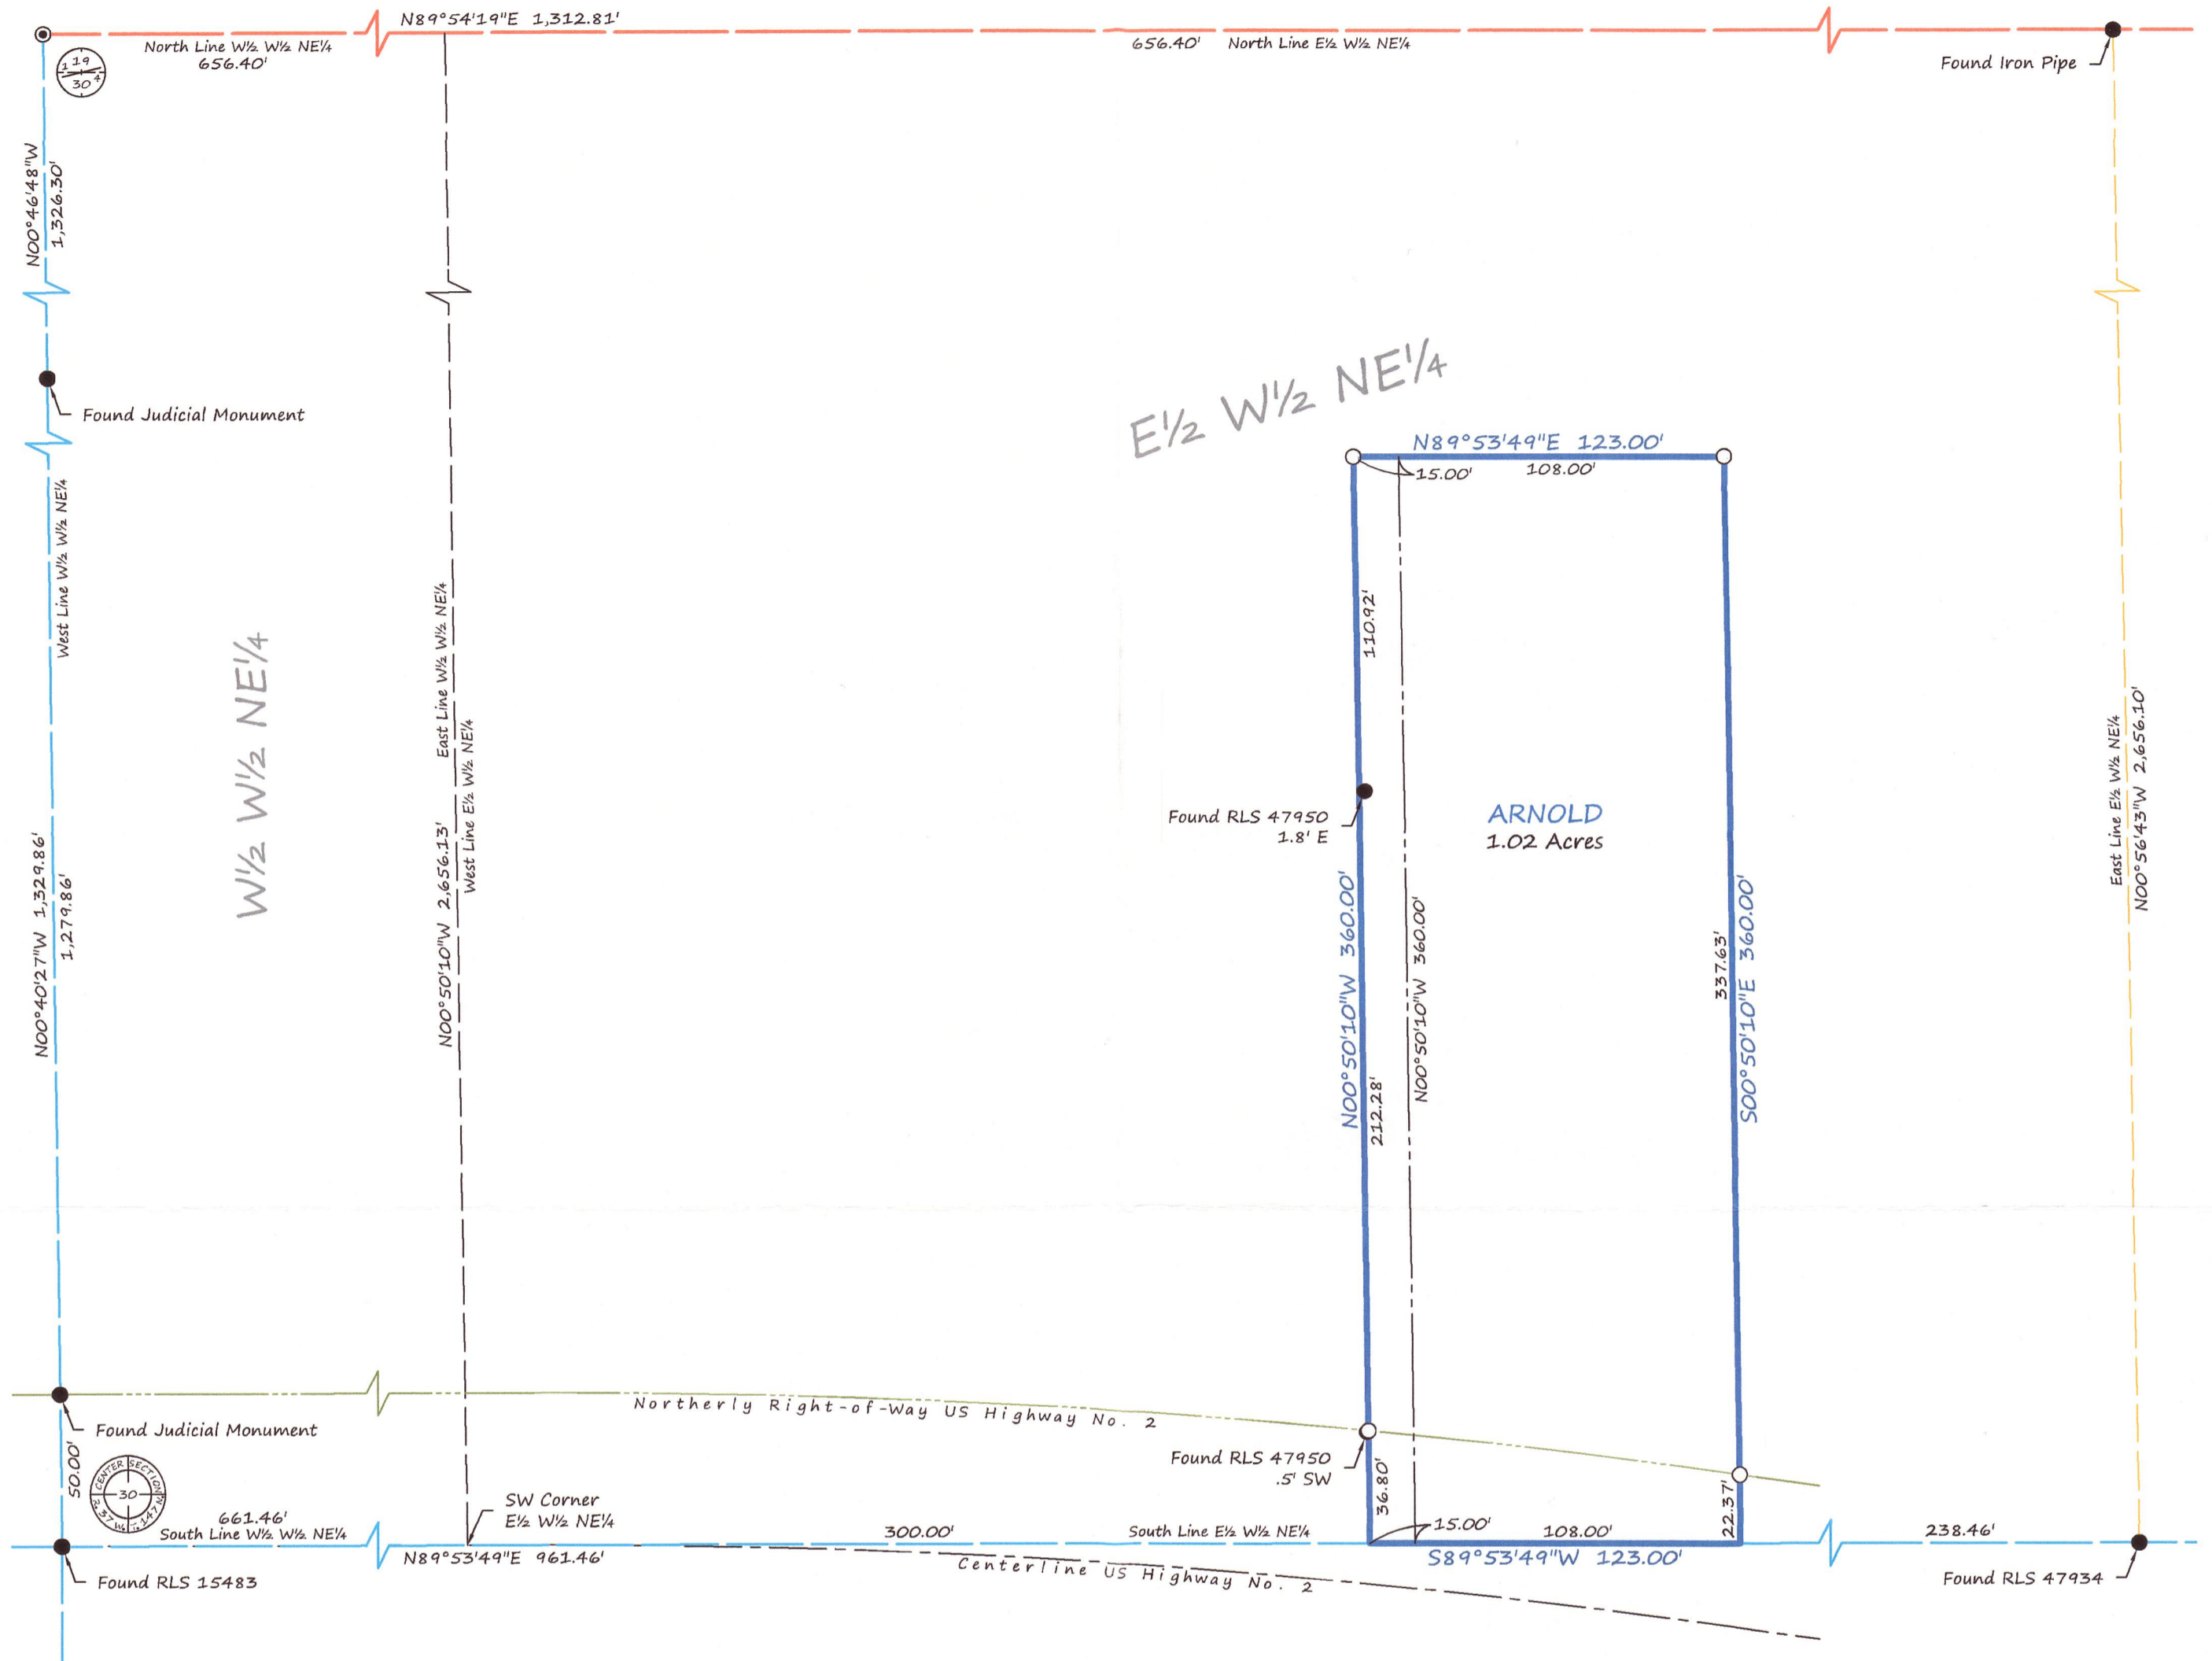 N89°54'19"E 1,312.81'
North Line W½ W½ NE¼
656.40'
656.40' North Line E½ W½ NE¼
Found Iron Pipe
1 19
30 4
N00°46'48"W
1,326.30'
Found Judicial Monument
West Line W½ W½ NE¼
W½ W½ NE¼
N00°40'27"W 1,329.86'
1,279.86'
East Line W½ W½ NE¼
N00°50'10"W 2,656.13'
West Line E½ W½ NE¼
E½ W½ NE¼
N89°53'49"E 123.00'
15.00'
108.00'
110.92'
Found RLS 47950
1.8' E
ARNOLD
1.02 Acres
N00°50'10"W 360.00'
212.28'
N00°50'10"W 360.00'
337.63'
S00°50'10"E 360.00'
East Line E½ W½ NE¼
N00°56'43"W 2,656.10'
Northerly Right-of-Way US Highway No. 2
Found Judicial Monument
50.00'
CENTER SECTION
30
Found RLS 47950
.5' SW
36.80'
22.37'
SW Corner
E½ W½ NE¼
661.46'
South Line W½ W½ NE¼
N89°53'49"E 961.46'
300.00'
South Line E½ W½ NE¼
15.00'
108.00'
S89°53'49"W 123.00'
238.46'
Centerline US Highway No. 2
Found RLS 15483
Found RLS 47934